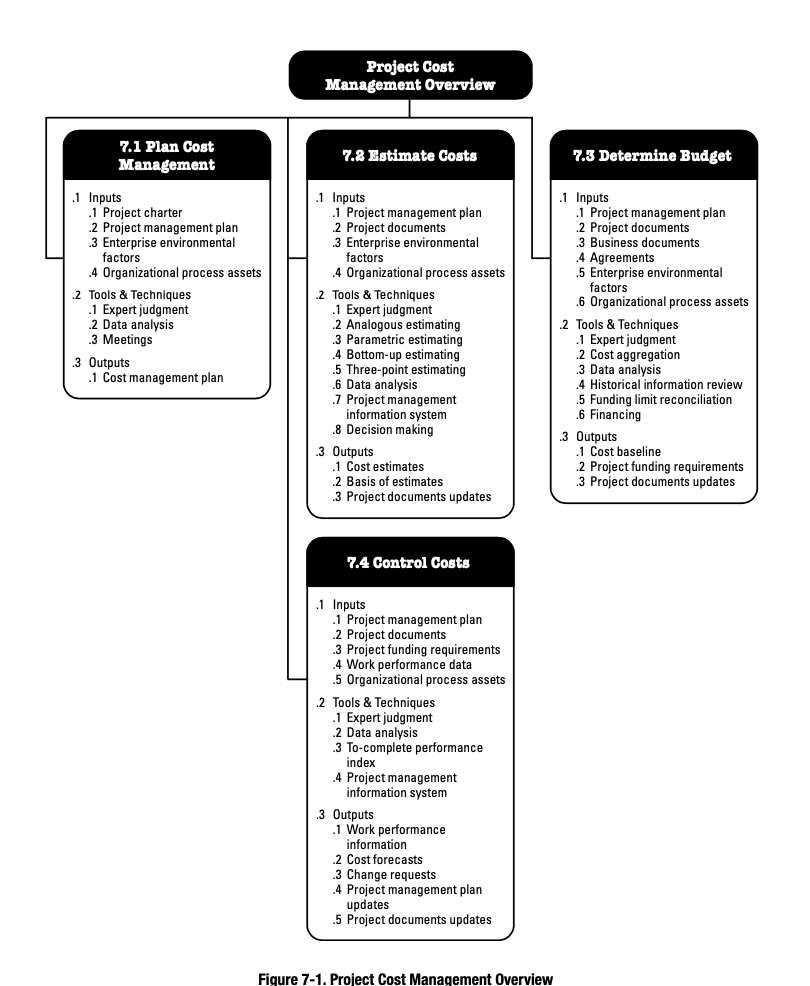 Project Cost
Management Overview
7.1 Plan Cost
Management
.1 Inputs
.1 Project charter
.2 Project management plan
.3 Enterprise environmental
factors
.4 Organizational process assets
.2 Tools & Techniques
.1 Expert judgment
.2 Data analysis
.3 Meetings
.3 Outputs
.1 Cost management plan
7.2 Estimate Costs
.1 Inputs
.1 Project management plan
.2 Project documents
.3 Enterprise environmental
factors
.4 Organizational process assets
.2 Tools & Techniques
.1 Expert judgment
.2 Analogous estimating
.3 Parametric estimating
.4 Bottom-up estimating
.5 Three-point estimating
.6 Data analysis
.7 Project management
information system
.8 Decision making
.3 Outputs
.1 Cost estimates
.2 Basis of estimates
.3 Project documents updates
7.3 Determine Budget
.1 Inputs
.1 Project management plan
.2 Project documents
.3 Business documents
.4 Agreements
.5 Enterprise environmental
factors
.6 Organizational process assets
.2 Tools & Techniques
.1 Expert judgment
.2 Cost aggregation
.3 Data analysis
.4 Historical information review
.5 Funding limit reconciliation
.6 Financing
.3 Outputs
.1 Cost baseline
.2 Project funding requirements
.3 Project documents updates
7.4 Control Costs
.1 Inputs
.1 Project management plan
.2 Project documents
.3 Project funding requirements
.4 Work performance data
.5 Organizational process assets
.2 Tools & Techniques
.1 Expert judgment
.2 Data analysis
.3 To-complete performance
index
.4 Project management
information system
.3 Outputs
.1 Work performance
information
.2 Cost forecasts
.3 Change requests
.4 Project management plan
updates
.5 Project documents updates
Figure 7-1. Project Cost Management Overview